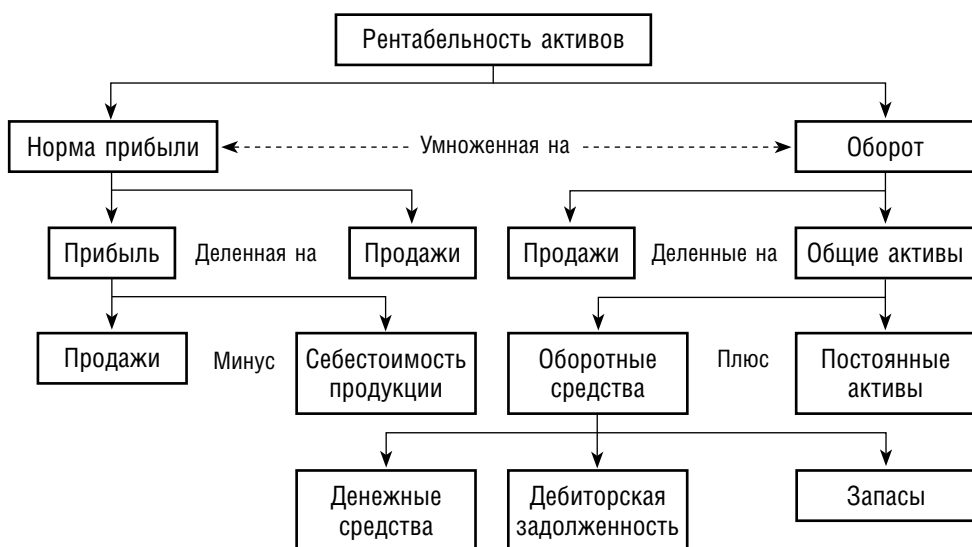 Рентабельность активов
Норма прибыли
Умноженная на
Оборот
Прибыль
Деленная на
Продажи
Продажи
Деленные на
Общие активы
Продажи
Минус
Себестоимость
продукции
Оборотные
средства
Плюс
Постоянные
активы
Денежные
средства
Дебиторская
задолженность
Запасы